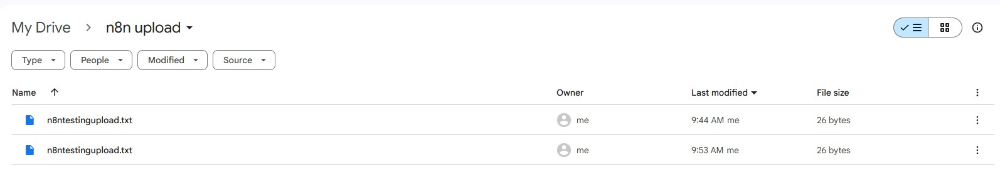 My Drive > n8n upload
Type People Modified Source
Name Owner Last modified File size
n8ntestingupload.txt me 9:44 AM me 26 bytes
n8ntestingupload.txt me 9:53 AM me 26 bytes